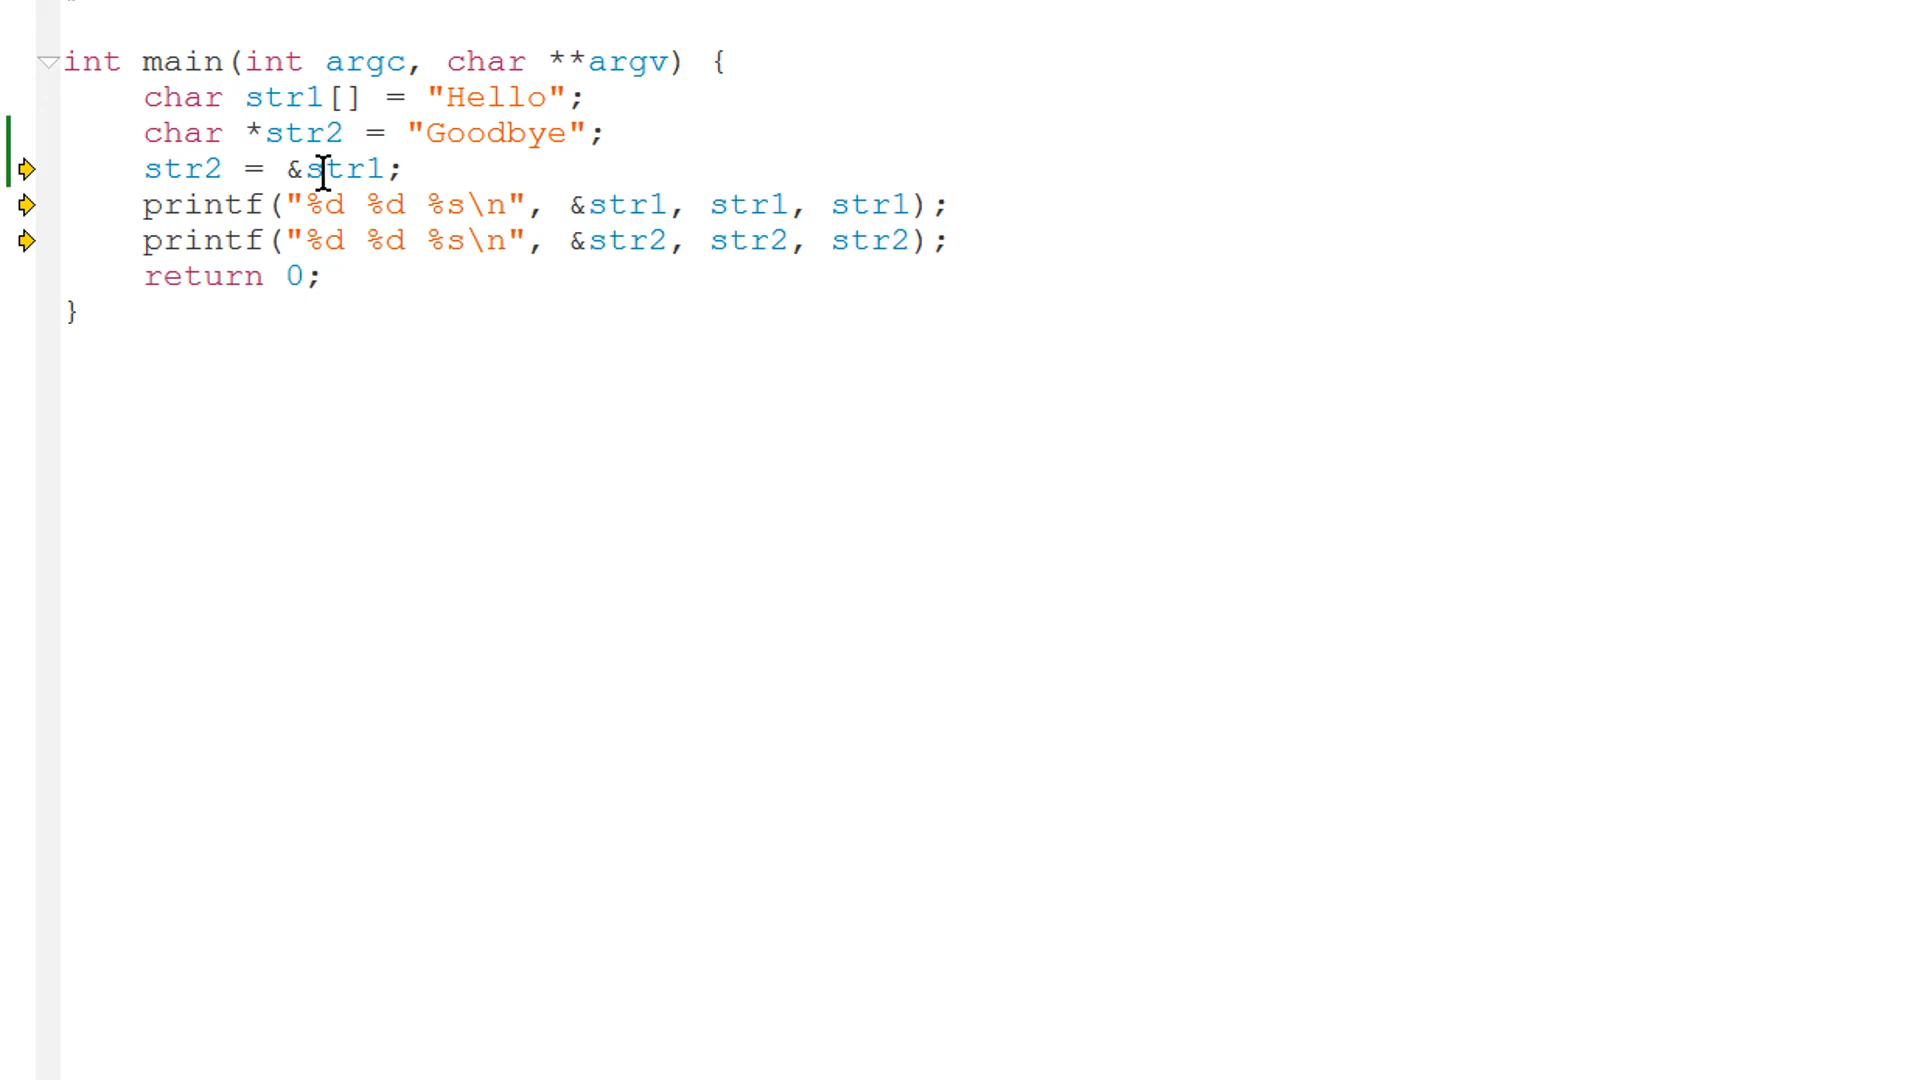 int main(int argc, char **argv) {
char str1[] = "Hello";
char *str2 = "Goodbye";
str2 = &str1;
printf("%d %d %s\n", &str1, str1, str1);
printf("%d %d %s\n", &str2, str2, str2);
return 0;
}